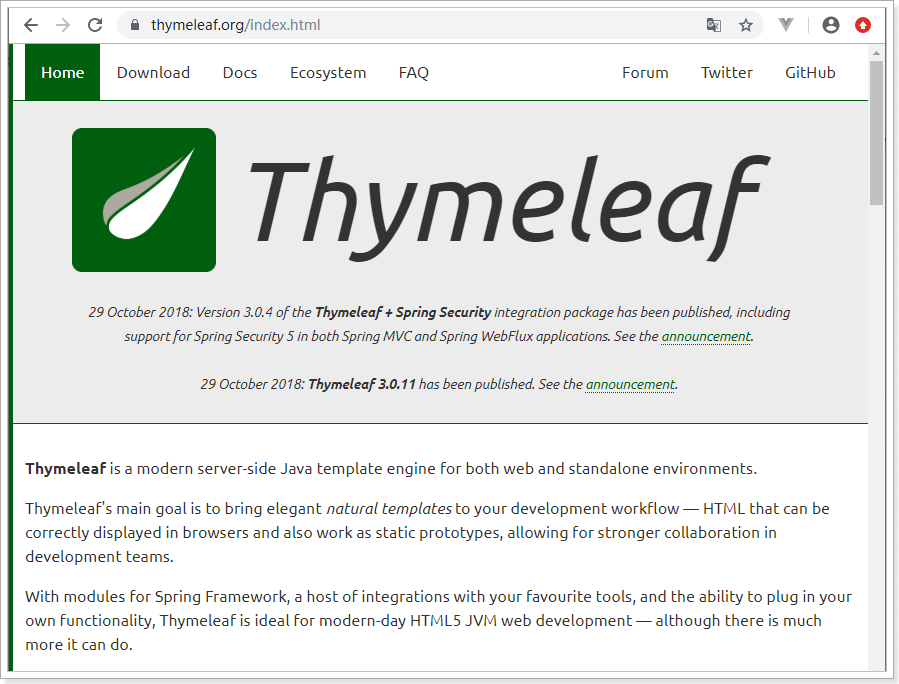 thymeleaf.org/index.html
Home Download Docs Ecosystem FAQ Forum Twitter GitHub
Thymeleaf
29 October 2018: Version 3.0.4 of the Thymeleaf + Spring Security integration package has been published, including
support for Spring Security 5 in both Spring MVC and Spring WebFlux applications. See the announcement.
29 October 2018: Thymeleaf 3.0.11 has been published. See the announcement.
Thymeleaf is a modern server-side Java template engine for both web and standalone environments.
Thymeleaf's main goal is to bring elegant natural templates to your development workflow — HTML that can be
correctly displayed in browsers and also work as static prototypes, allowing for stronger collaboration in
development teams.
With modules for Spring Framework, a host of integrations with your favourite tools, and the ability to plug in your
own functionality, Thymeleaf is ideal for modern-day HTML5 JVM web development — although there is much
more it can do.